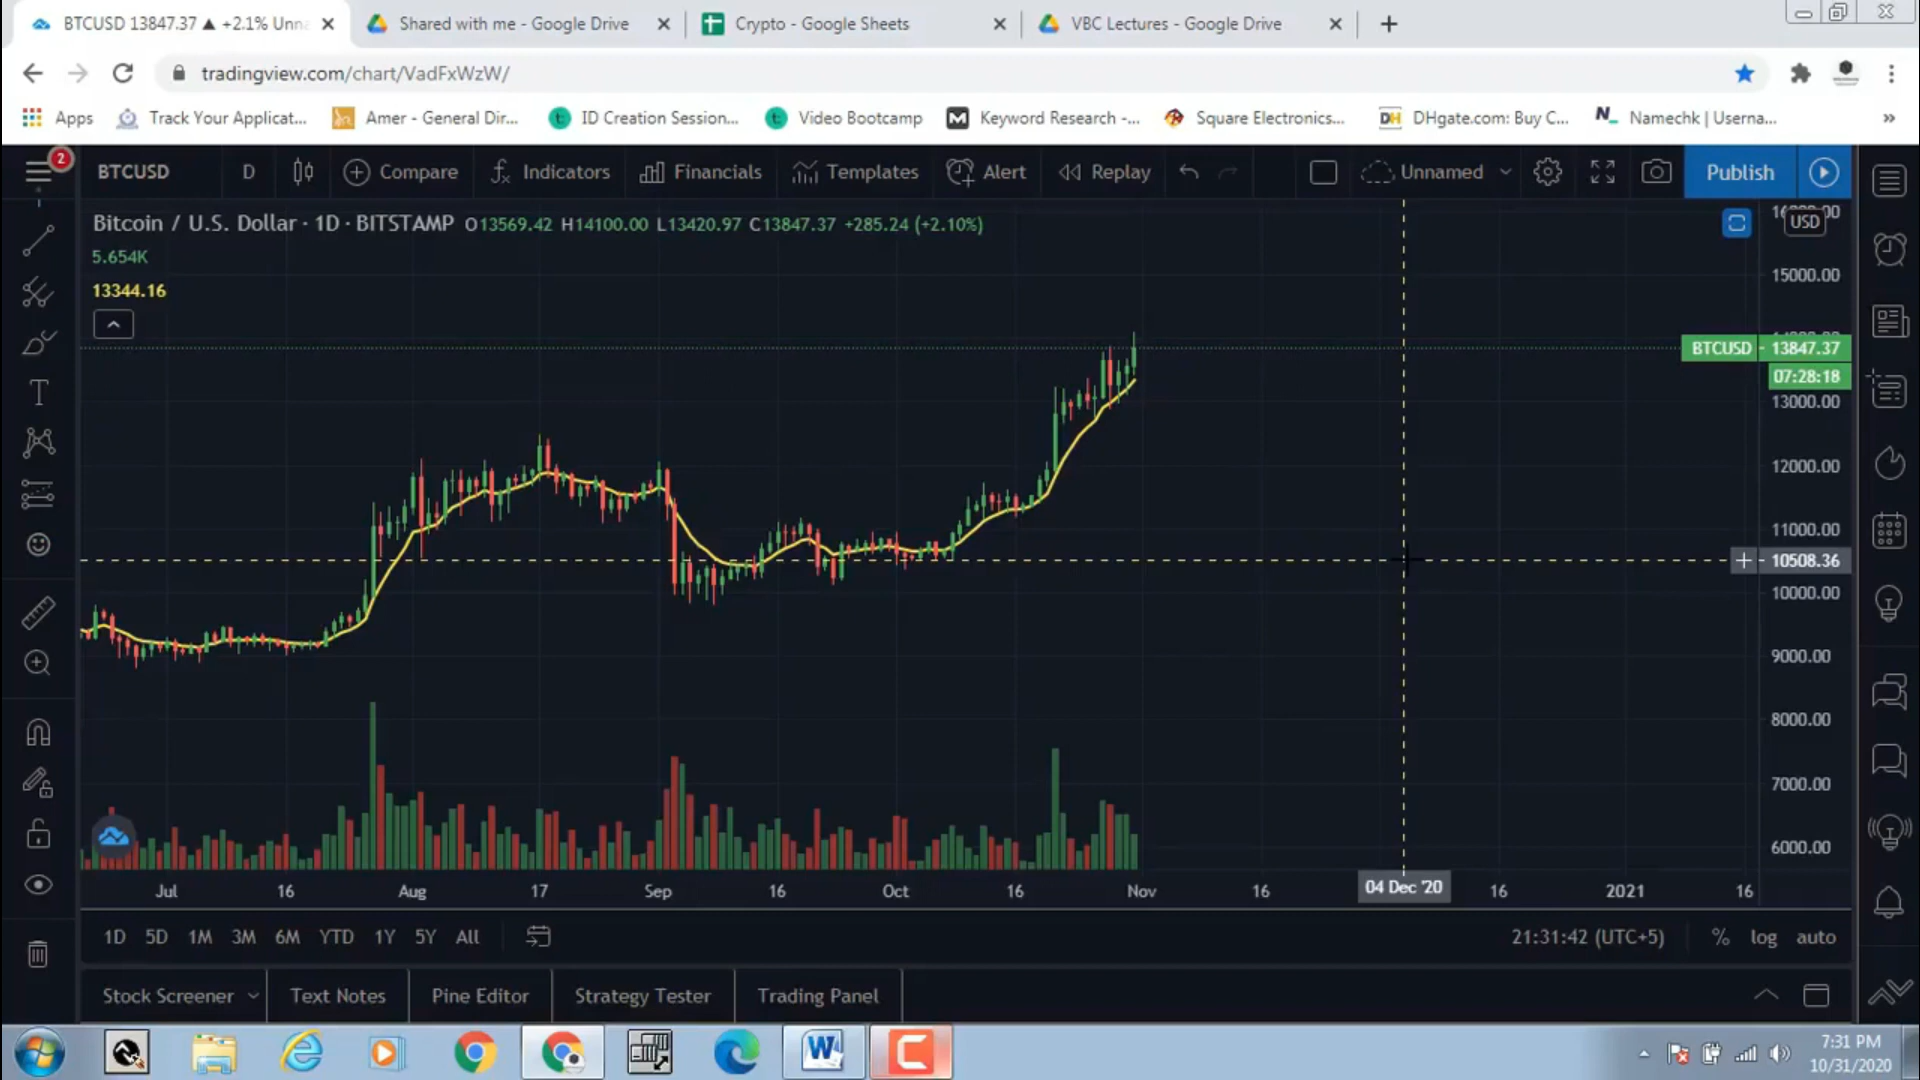 BTCUSD 13847.37 ▲ +2.1% Unna
Shared with me - Google Drive
Crypto - Google Sheets
VBC Lectures - Google Drive
tradingview.com/chart/VadFxWzW/
Apps
Track Your Applicat...
Amer - General Dir...
ID Creation Session...
Video Bootcamp
Keyword Research -...
Square Electronics...
DHgate.com: Buy C...
Namechk | Userna...
2
BTCUSD
D
Compare
Indicators
Financials
Templates
Alert
Replay
Unnamed
Publish
Bitcoin / U.S. Dollar · 1D · BITSTAMP O13569.42 H14100.00 L13420.97 C13847.37 +285.24 (+2.10%)
5.654K
13344.16
USD
15000.00
BTCUSD 13847.37
07:28:18
13000.00
12000.00
11000.00
10508.36
10000.00
9000.00
8000.00
7000.00
6000.00
Jul 16 Aug 17 Sep 16 Oct 16 Nov 16 04 Dec '20 16 2021 16
1D 5D 1M 3M 6M YTD 1Y 5Y All
21:31:42 (UTC+5) % log auto
Stock Screener
Text Notes
Pine Editor
Strategy Tester
Trading Panel
7:31 PM
10/31/2020